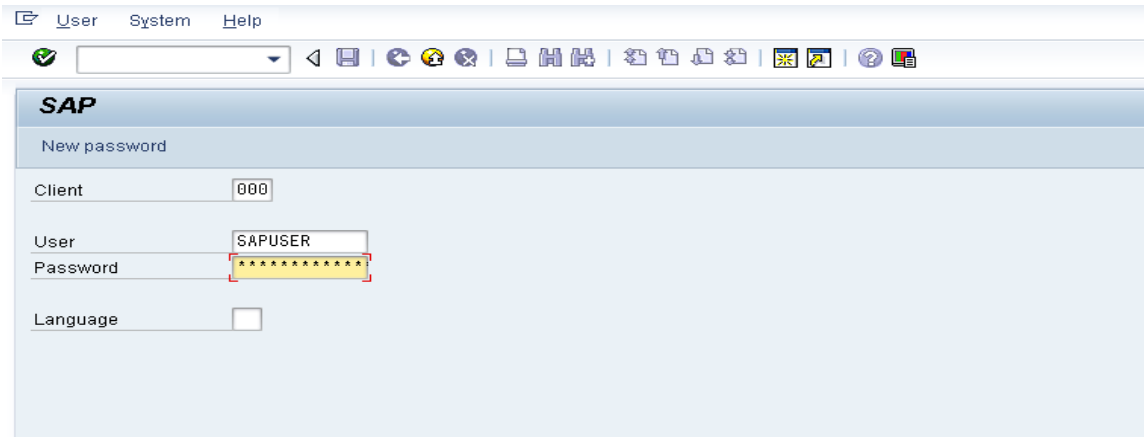 User System Help
SAP
New password
Client 000
User SAPUSER
Password ************
Language